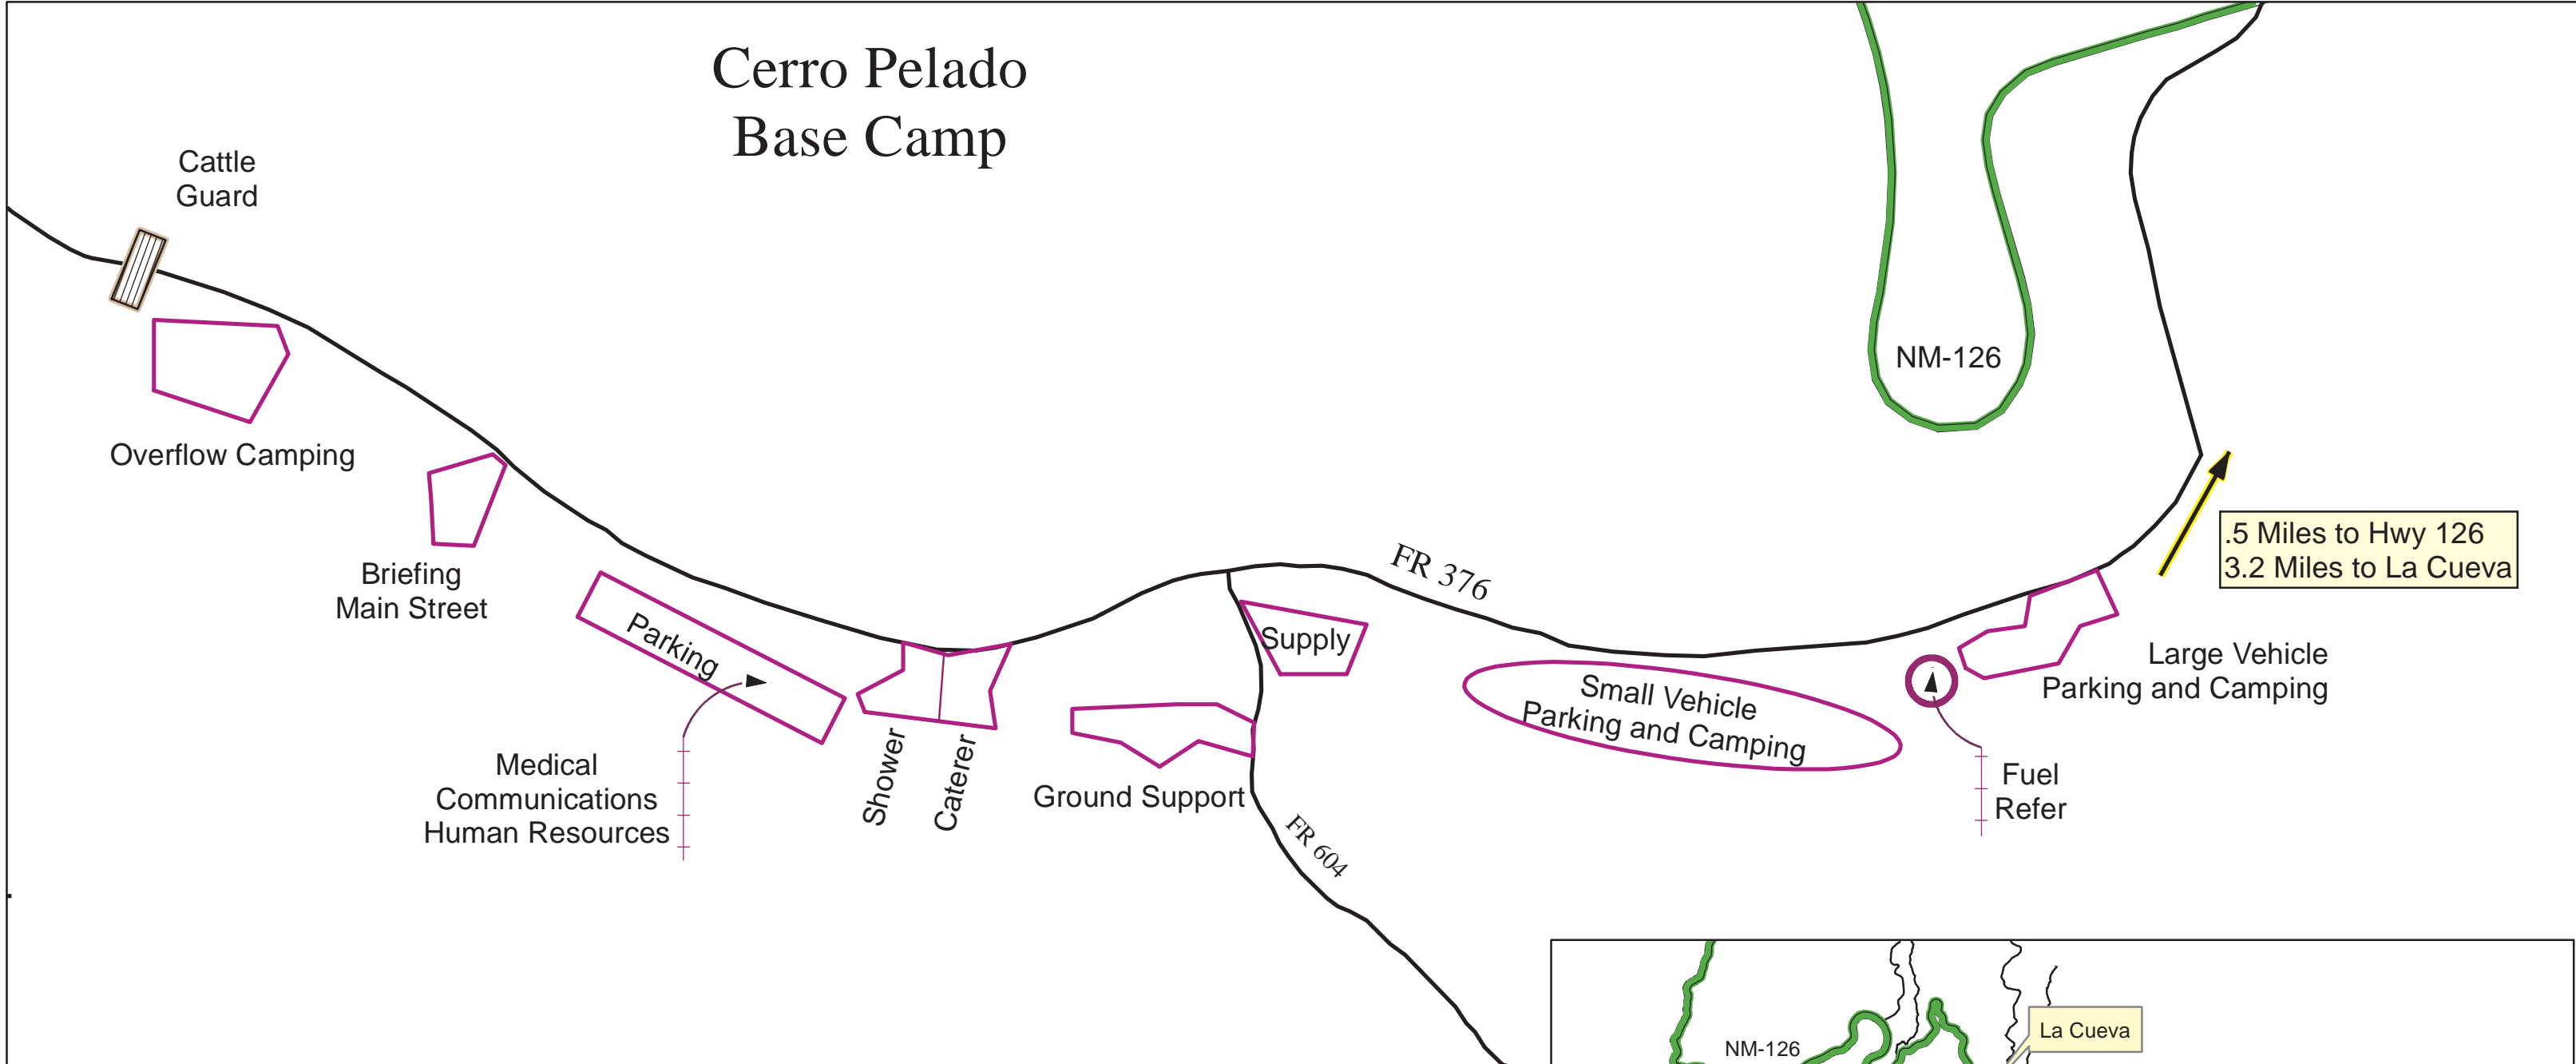 Cerro Pelado
Base Camp
Cattle
Guard
NM-126
Overflow Camping
.5 Miles to Hwy 126
3.2 Miles to La Cueva
FR 376
Briefing
Main Street
Parking
Supply
Large Vehicle
Parking and Camping
Small Vehicle
Parking and Camping
Medical
Communications
Human Resources
Shower
Caterer
Ground Support
Fuel
Refer
FR 604
La Cueva
NM-126